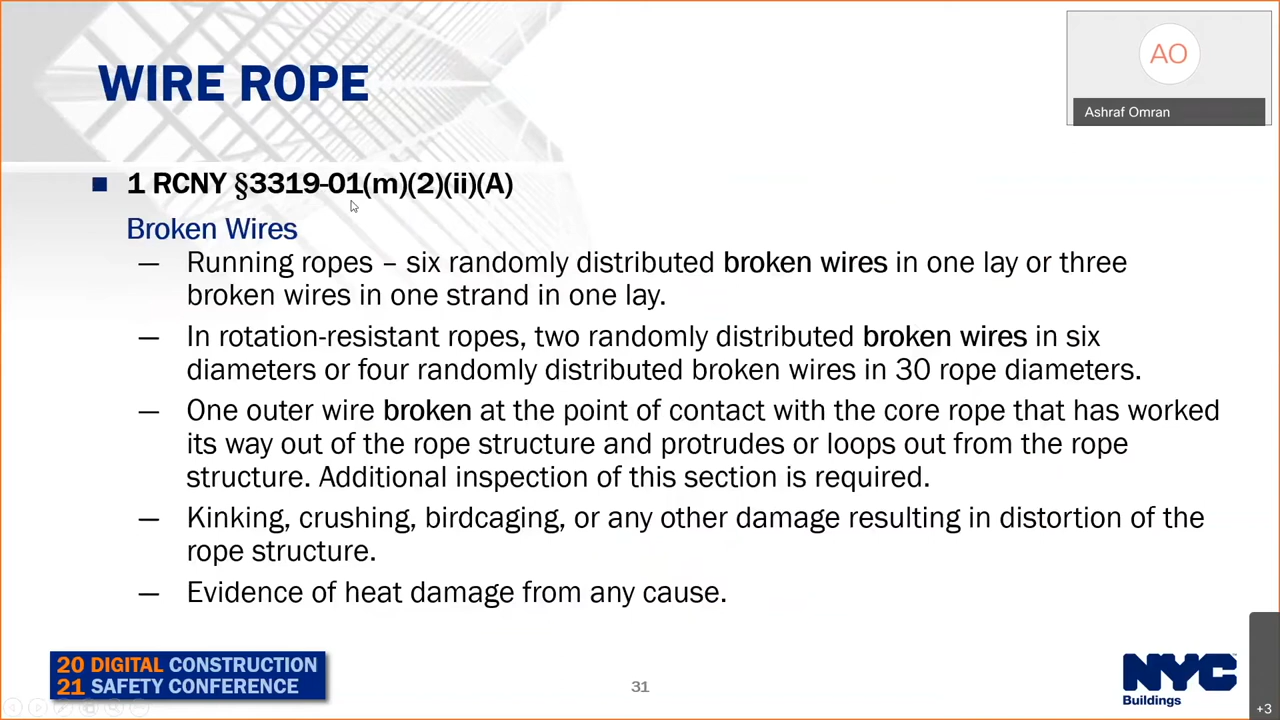 AO
Ashraf Omran
WIRE ROPE
■ 1 RCNY §3319-01(m)(2)(ii)(A)
Broken Wires
— Running ropes – six randomly distributed broken wires in one lay or three
broken wires in one strand in one lay.
— In rotation-resistant ropes, two randomly distributed broken wires in six
diameters or four randomly distributed broken wires in 30 rope diameters.
— One outer wire broken at the point of contact with the core rope that has worked
its way out of the rope structure and protrudes or loops out from the rope
structure. Additional inspection of this section is required.
— Kinking, crushing, birdcaging, or any other damage resulting in distortion of the
rope structure.
— Evidence of heat damage from any cause.
20 DIGITAL CONSTRUCTION
21 SAFETY CONFERENCE
31
NYC
Buildings
+3